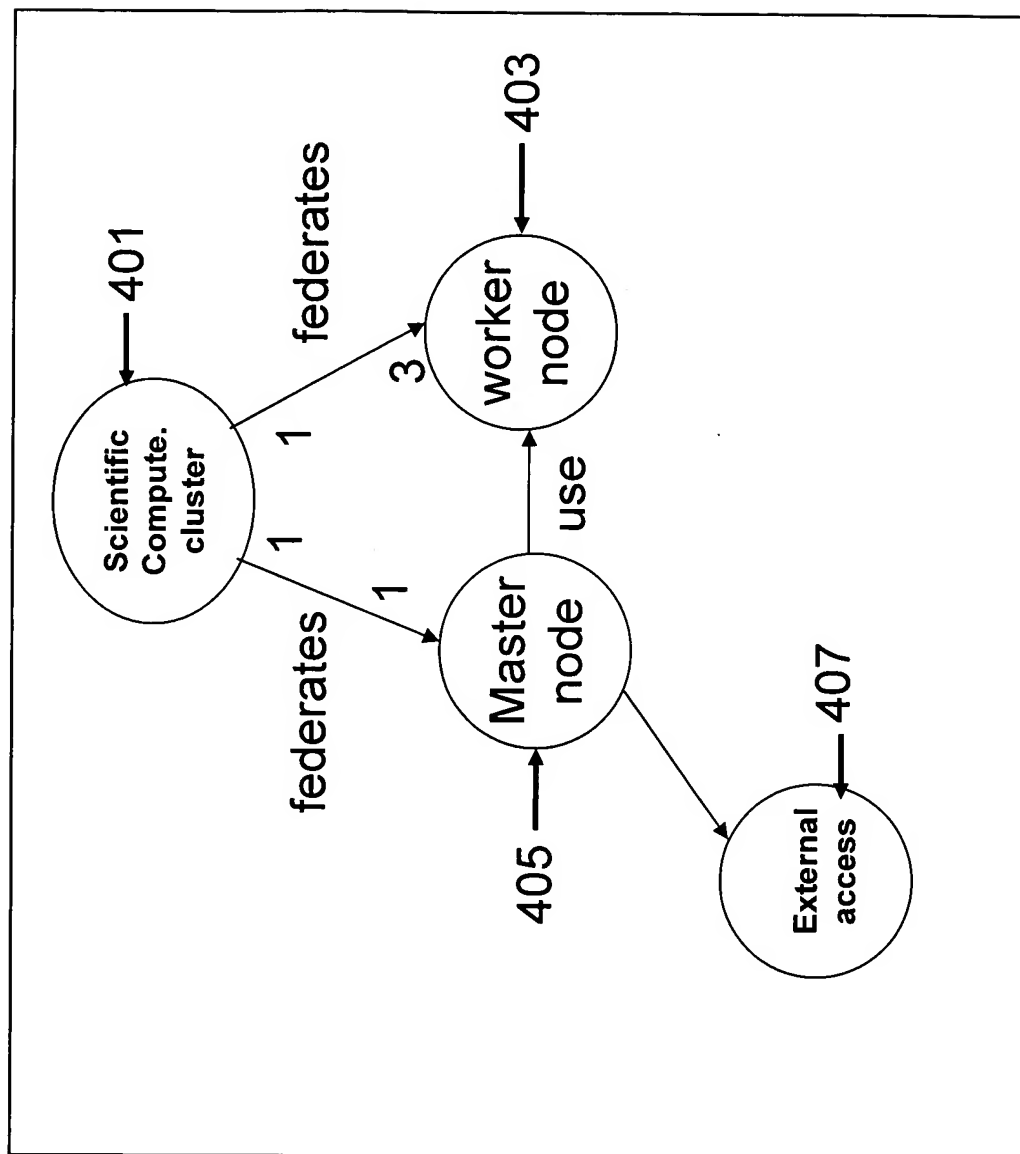 401
Scientific
Compute.
cluster
federates
1
1
federates
1
3
405
Master
node
use
worker
node
403
External
access
407